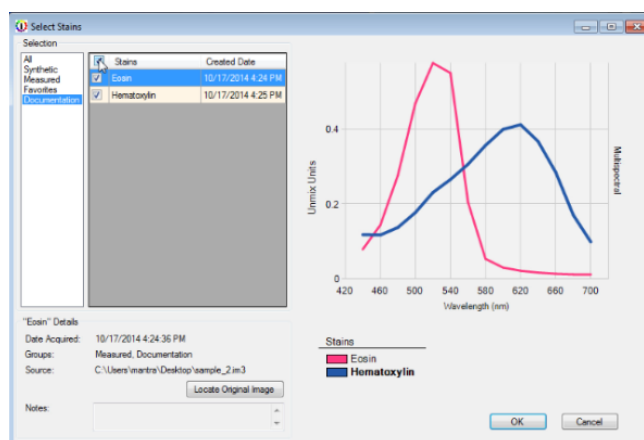 Select Stains
Selection
All
Synthetic
Measured
Favorites
Documentation
Stains Created Date
Eosin 10/17/2014 4:24 PM
Hematoxylin 10/17/2014 4:25 PM
Unmix Units
0.4
0.2
0
420 460 500 540 580 620 660 700
Wavelength (nm)
Multispectral
"Eosin" Details
Date Acquired: 10/17/2014 4:24:36 PM
Groups: Measured, Documentation
Source: C:\Users\mantra\Desktop\sample_2.im3
Locate Original Image
Notes:
Stains
Eosin
Hematoxylin
OK Cancel